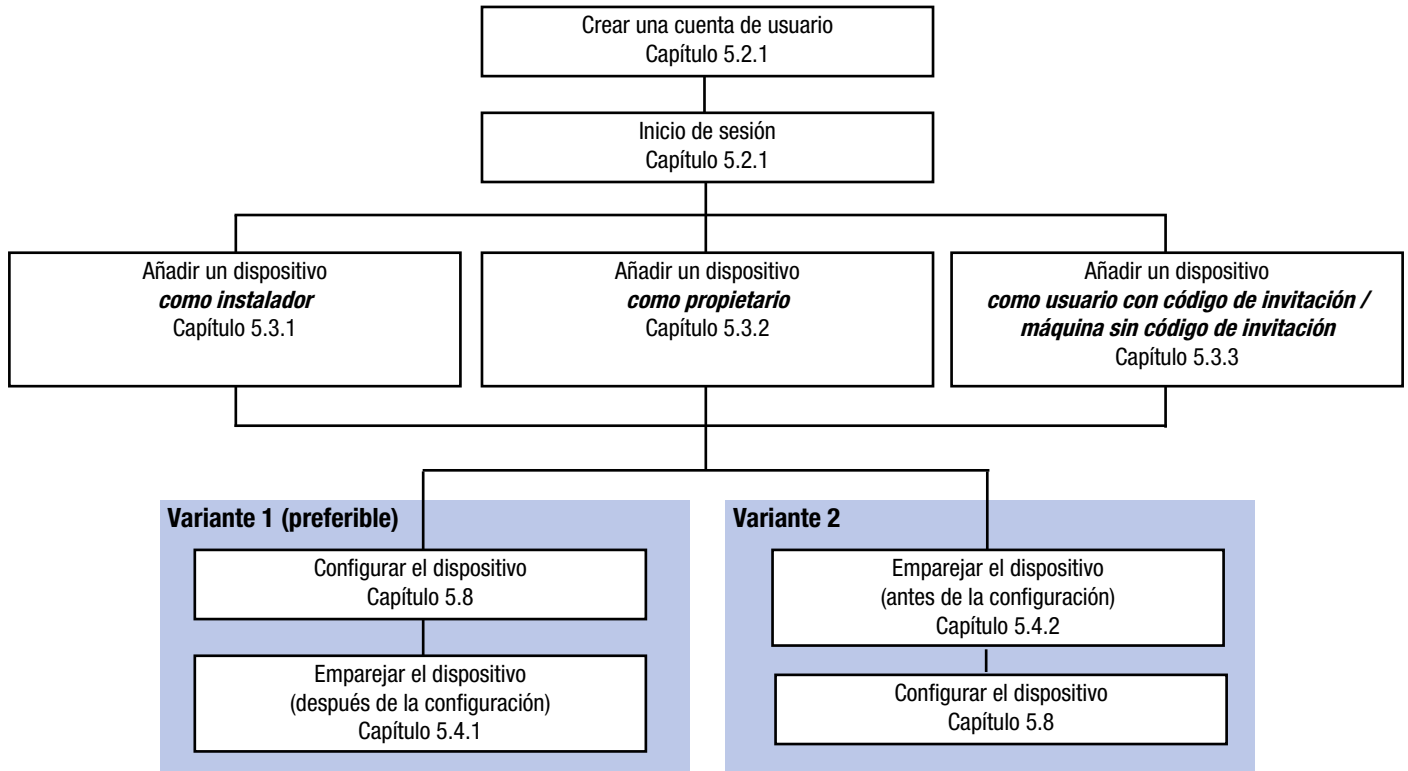 Crear una cuenta de usuario
Capítulo 5.2.1
Inicio de sesión
Capítulo 5.2.1
Añadir un dispositivo
como instalador
Capítulo 5.3.1
Añadir un dispositivo
como propietario
Capítulo 5.3.2
Añadir un dispositivo
como usuario con código de invitación /
máquina sin código de invitación
Capítulo 5.3.3
Variante 1 (preferible)
Configurar el dispositivo
Capítulo 5.8
Emparejar el dispositivo
(después de la configuración)
Capítulo 5.4.1
Variante 2
Emparejar el dispositivo
(antes de la configuración)
Capítulo 5.4.2
Configurar el dispositivo
Capítulo 5.8